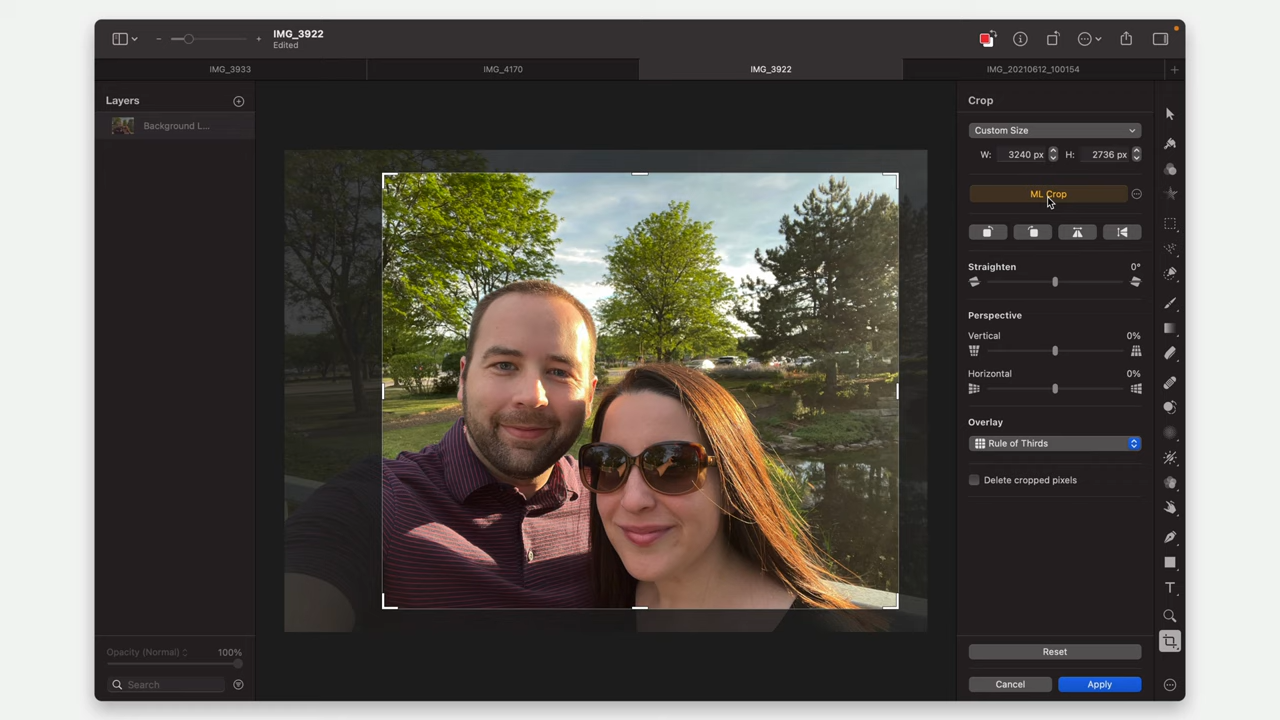 IMG_3922
Edited
IMG_3933
IMG_4170
IMG_3922
IMG_20210612_100154
Layers
Background L...
Opacity (Normal)
100%
Search
Crop
Custom Size
W: 3240 px H: 2736 px
ML Crop
Straighten 0°
Perspective
Vertical 0%
Horizontal 0%
Overlay
Rule of Thirds
Delete cropped pixels
Reset
Cancel
Apply